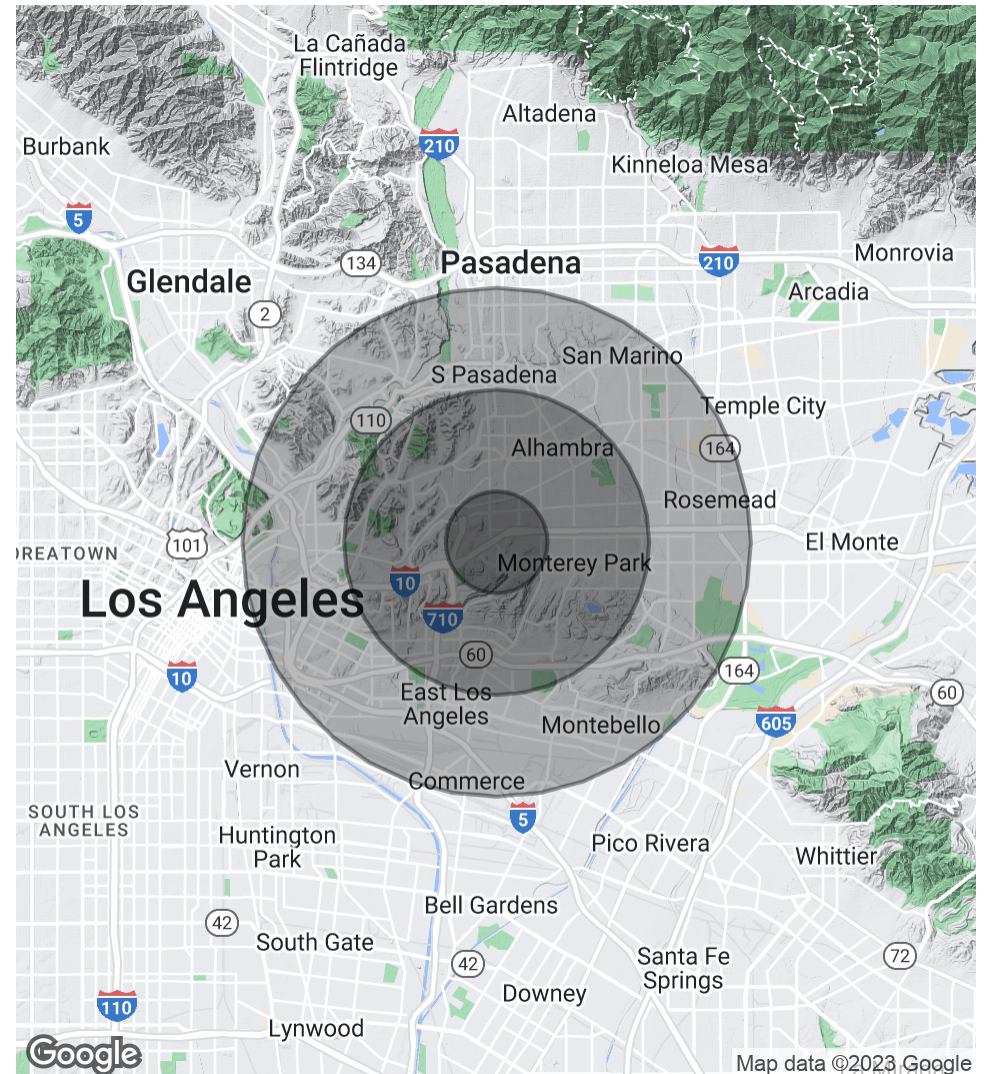 La Cañada
Flintridge
Altadena
Burbank
210
Kinneloa Mesa
5
Monrovia
134
Pasadena
210
Glendale
Arcadia
2
San Marino
S Pasadena
Temple City
110
Alhambra
164
Rosemead
101
OREATOWN
El Monte
Monterey Park
10
Los Angeles
710
60
164
10
East Los
Angeles
60
Montebello
605
Vernon
Commerce
SOUTH LOS
ANGELES
5
Huntington
Park
Pico Rivera
Whittier
Bell Gardens
42
South Gate
42
Santa Fe
Springs
72
Downey
110
Lynwood
Google
Map data ©2023 Google